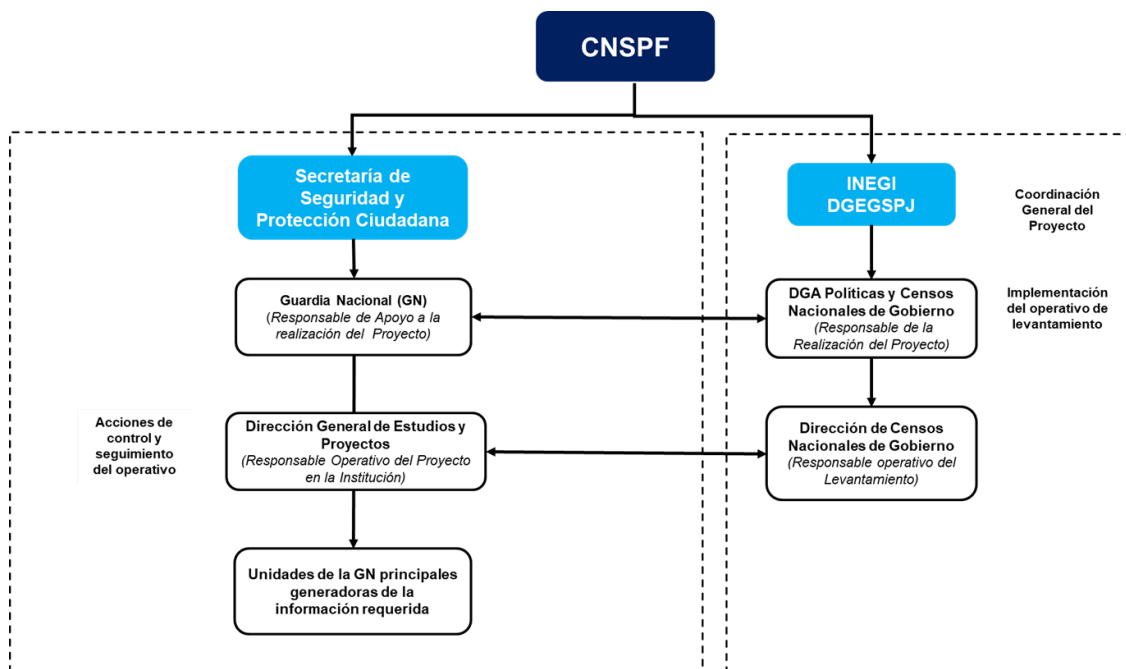 CNSPF
Secretaría de
Seguridad y
Protección Ciudadana
INEGI
DGEGSPJ
Coordinación
General del
Proyecto
Guardia Nacional (GN)
(Responsable de Apoyo a la
realización del Proyecto)
DGA Políticas y Censos
Nacionales de Gobierno
(Responsable de la
Realización del Proyecto)
Implementación
del operativo de
levantamiento
Acciones de
control y
seguimiento
del operativo
Dirección General de Estudios y
Proyectos
(Responsable Operativo del Proyecto
en la Institución)
Dirección de Censos
Nacionales de Gobierno
(Responsable operativo del
Levantamiento)
Unidades de la GN principales
generadoras de la
información requerida